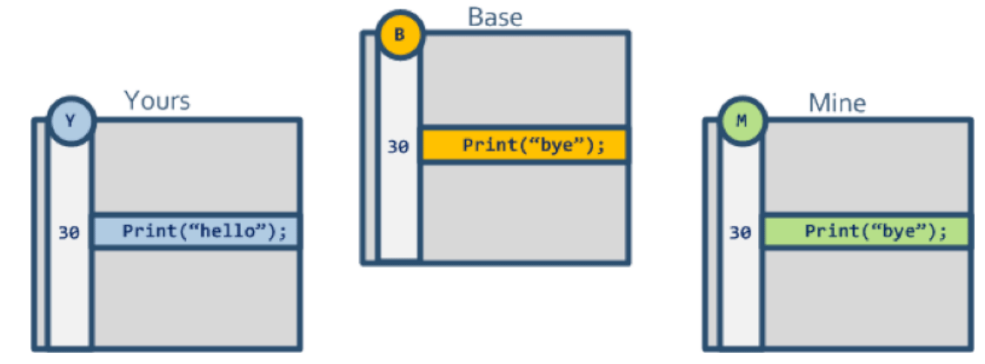 Base
B
30 Print(“bye”);
Yours
Y
30 Print(“hello”);
Mine
M
30 Print(“bye”);